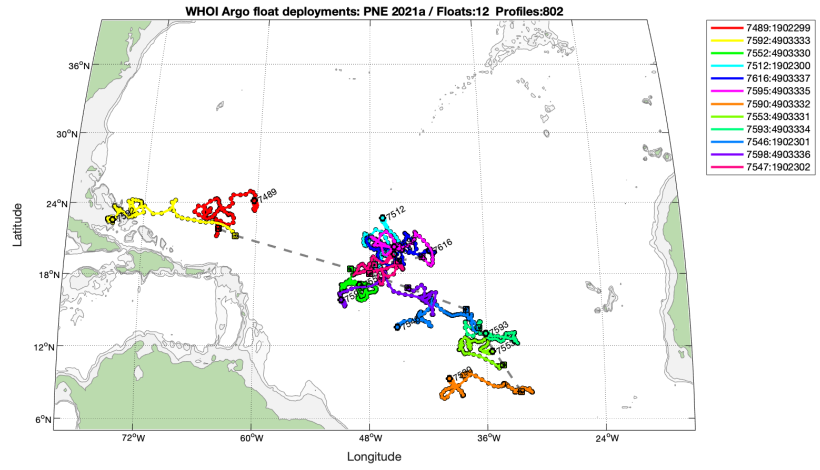 WHOI Argo float deployments: PNE 2021a / Floats:12 Profiles:802
7489:1902299
7592:4903333
7552:4903330
7512:1902300
7616:4903337
7595:4903335
7590:4903332
7553:4903331
7593:4903334
7546:1902301
7598:4903336
7547:1902302
36°N
30°N
24°N
18°N
12°N
6°N
Latitude
7489
7512
7616
7593
72°W
60°W
48°W
36°W
24°W
Longitude